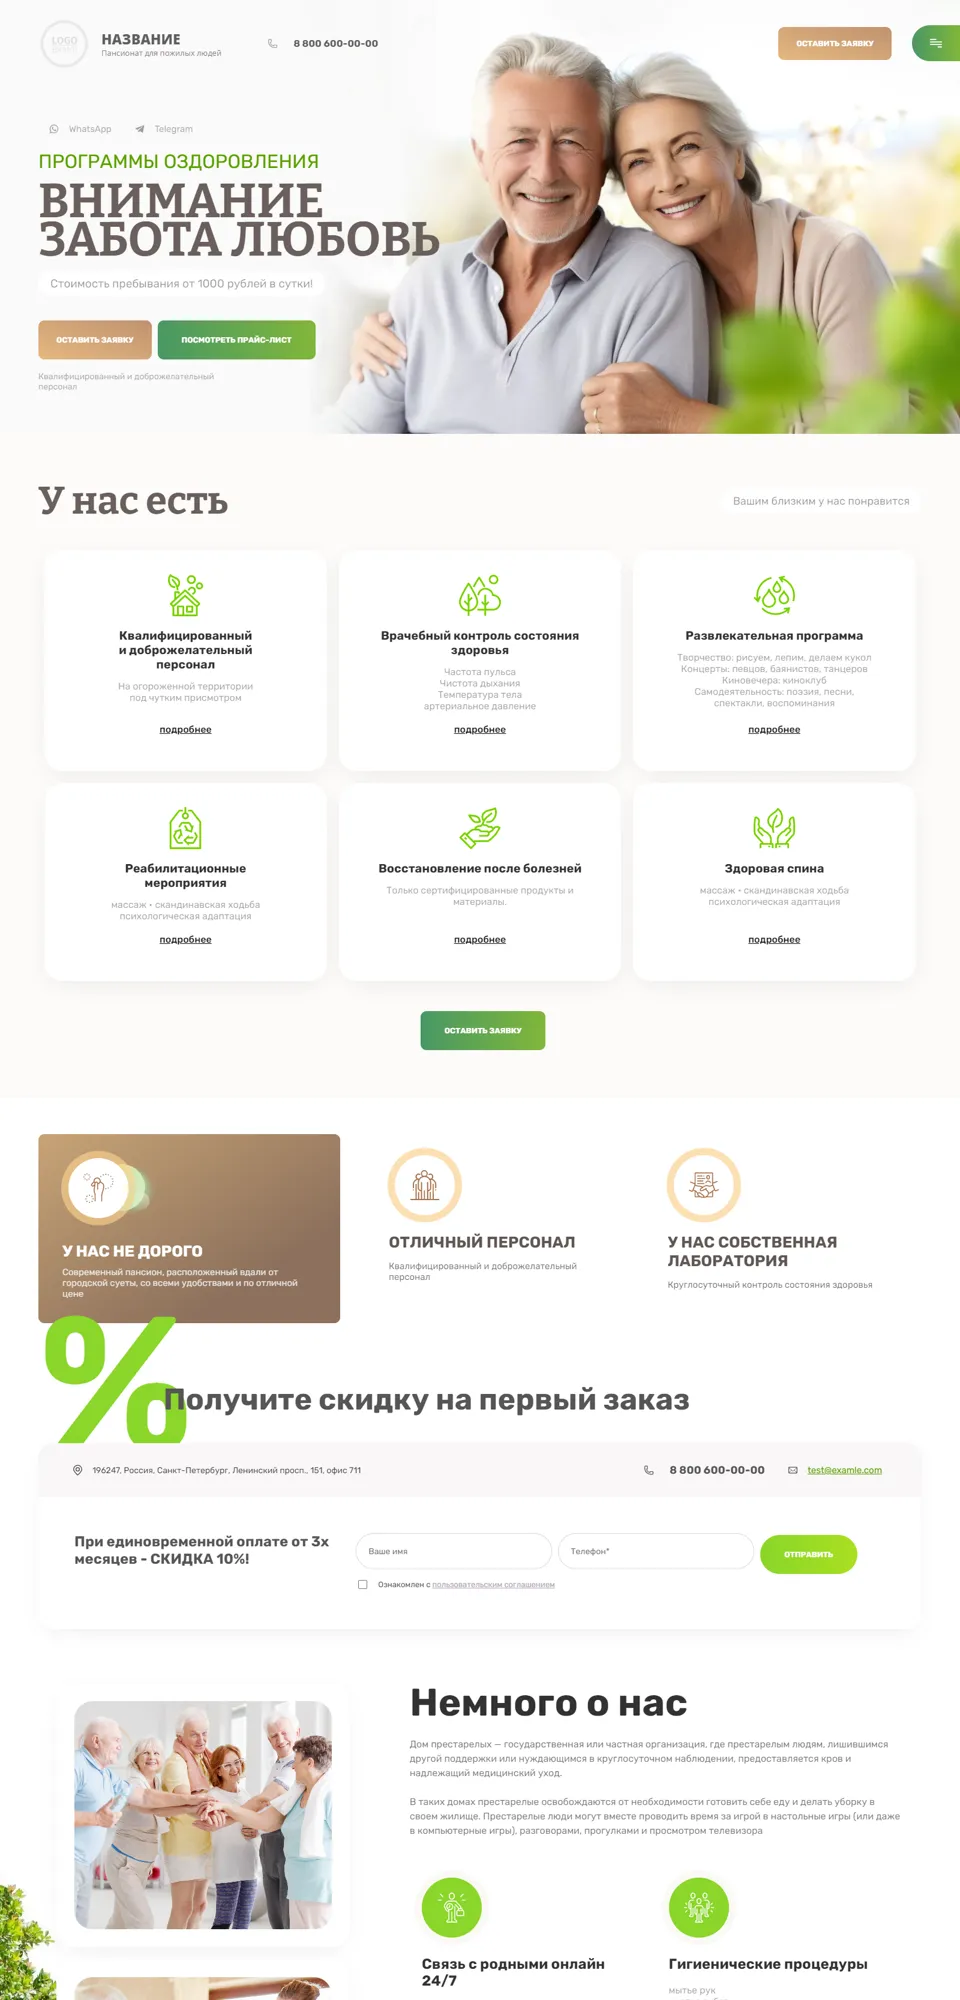 LOGO
НАЗВАНИЕ
Пансионат для пожилых людей
8 800 600-00-00
ОСТАВИТЬ ЗАЯВКУ
WhatsApp
Telegram
ПРОГРАММЫ ОЗДОРОВЛЕНИЯ
ВНИМАНИЕ
ЗАБОТА ЛЮБОВЬ
Стоимость пребывания от 1000 рублей в сутки!
ОСТАВИТЬ ЗАЯВКУ
ПОСМОТРЕТЬ ПРАЙС-ЛИСТ
Квалифицированный и доброжелательный
персонал
У нас есть
Вашим близким у нас понравится
Квалифицированный
и доброжелательный
персонал
На огороженной территории
под чутким присмотром
подробнее
Врачебный контроль состояния
здоровья
Частота пульса
Чистота дыхания
Температура тела
артериальное давление
подробнее
Развлекательная программа
Творчество: рисуем, лепим, делаем кукол
Концерты: певцов, баянистов, танцеров
Киновечера: киноклуб
Самодеятельность: поэзия, песни,
спектакли, воспоминания
подробнее
Реабилитационные
мероприятия
массаж • скандинавская ходьба
психологическая адаптация
подробнее
Восстановление после болезней
Только сертифицированные продукты и
материалы.
подробнее
Здоровая спина
массаж • скандинавская ходьба
психологическая адаптация
подробнее
ОСТАВИТЬ ЗАЯВКУ
У НАС НЕ ДОРОГО
Современный пансион, расположенный вдали от
городской суеты, со всеми удобствами и по отличной
цене
ОТЛИЧНЫЙ ПЕРСОНАЛ
Квалифицированный и доброжелательный
персонал
У НАС СОБСТВЕННАЯ
ЛАБОРАТОРИЯ
Круглосуточный контроль состояния здоровья
%
Получите скидку на первый заказ
196247, Россия, Санкт-Петербург, Ленинский просп., 151, офис 711
8 800 600-00-00
test@examle.com
При единовременной оплате от 3х
месяцев - СКИДКА 10%!
Ваше имя
Телефон*
ОТПРАВИТЬ
Ознакомлен с пользовательским соглашением
Немного о нас
Дом престарелых — государственная или частная организация, где престарелым людям, лишившимся
другой поддержки или нуждающимся в круглосуточном наблюдении, предоставляется кров и
надлежащий медицинский уход.
В таких домах престарелые освобождаются от необходимости готовить себе еду и делать уборку в
своем жилище. Престарелые люди могут вместе проводить время за игрой в настольные игры (или даже
в компьютерные игры), разговорами, прогулками и просмотром телевизора
Связь с родными онлайн
24/7
Гигиенические процедуры
мытье рук